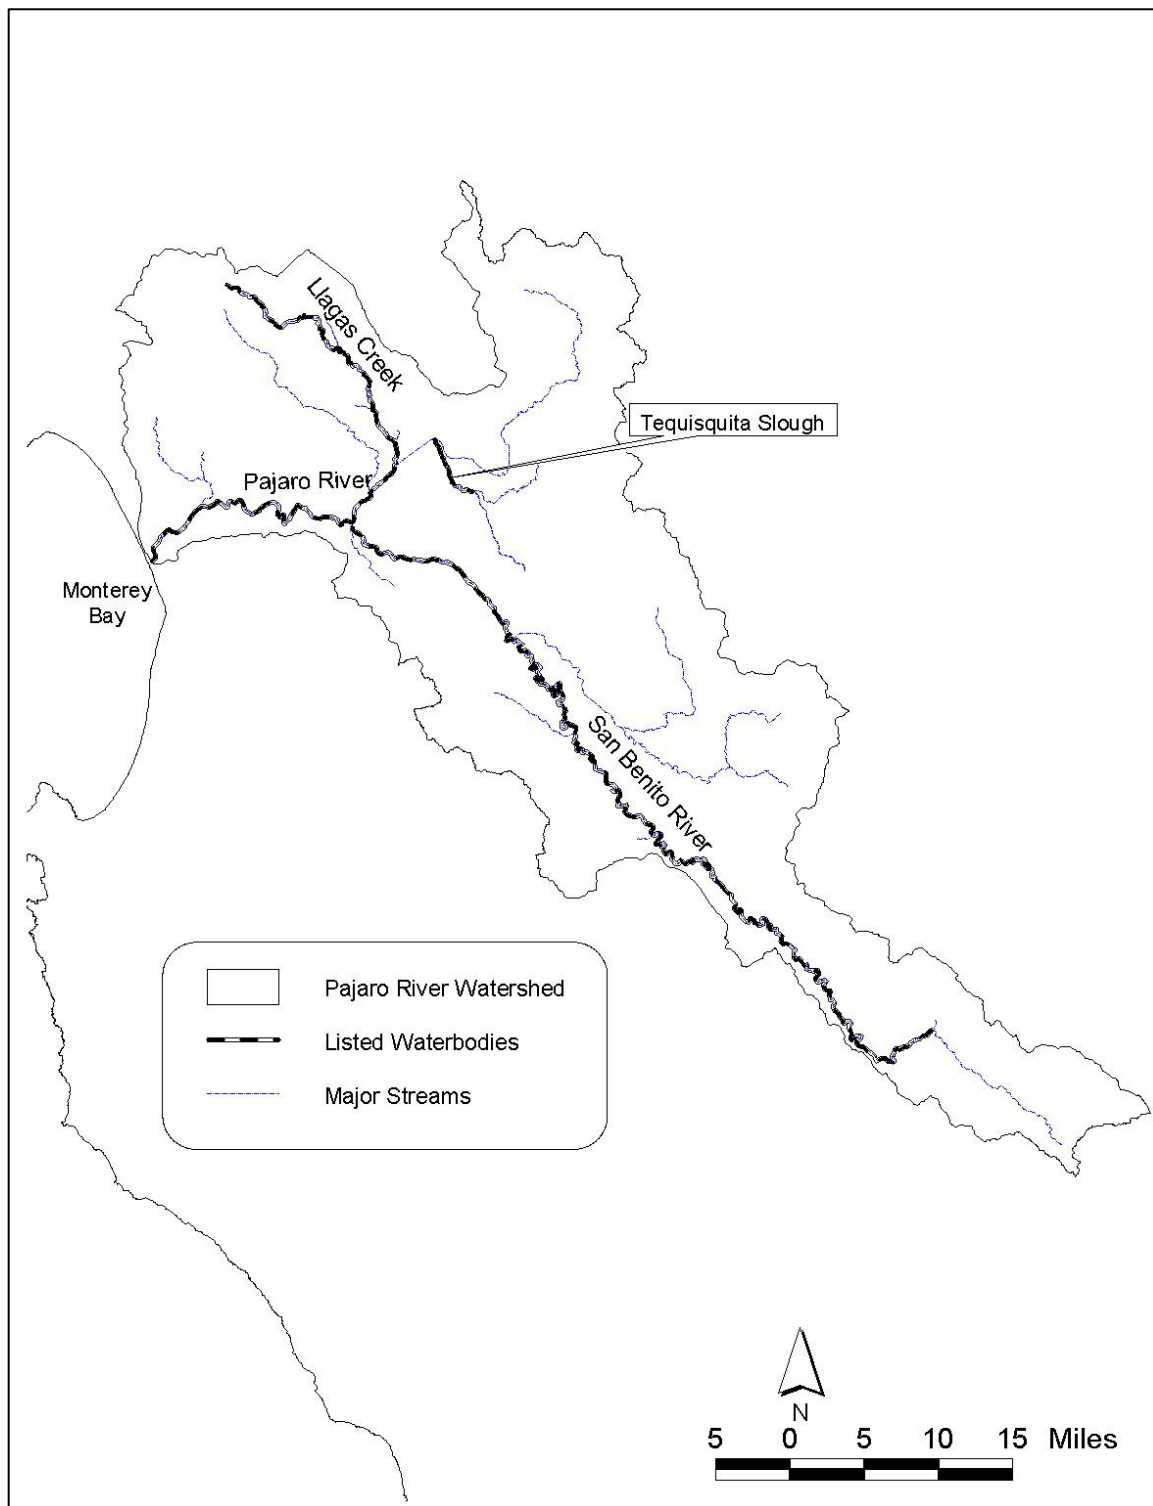 Llagas Creek
Tequisquita Slough
Pajaro River
Monterey
Bay
San Benito River
Pajaro River Watershed
Listed Waterbodies
Major Streams
N
5 0 5 10 15 Miles